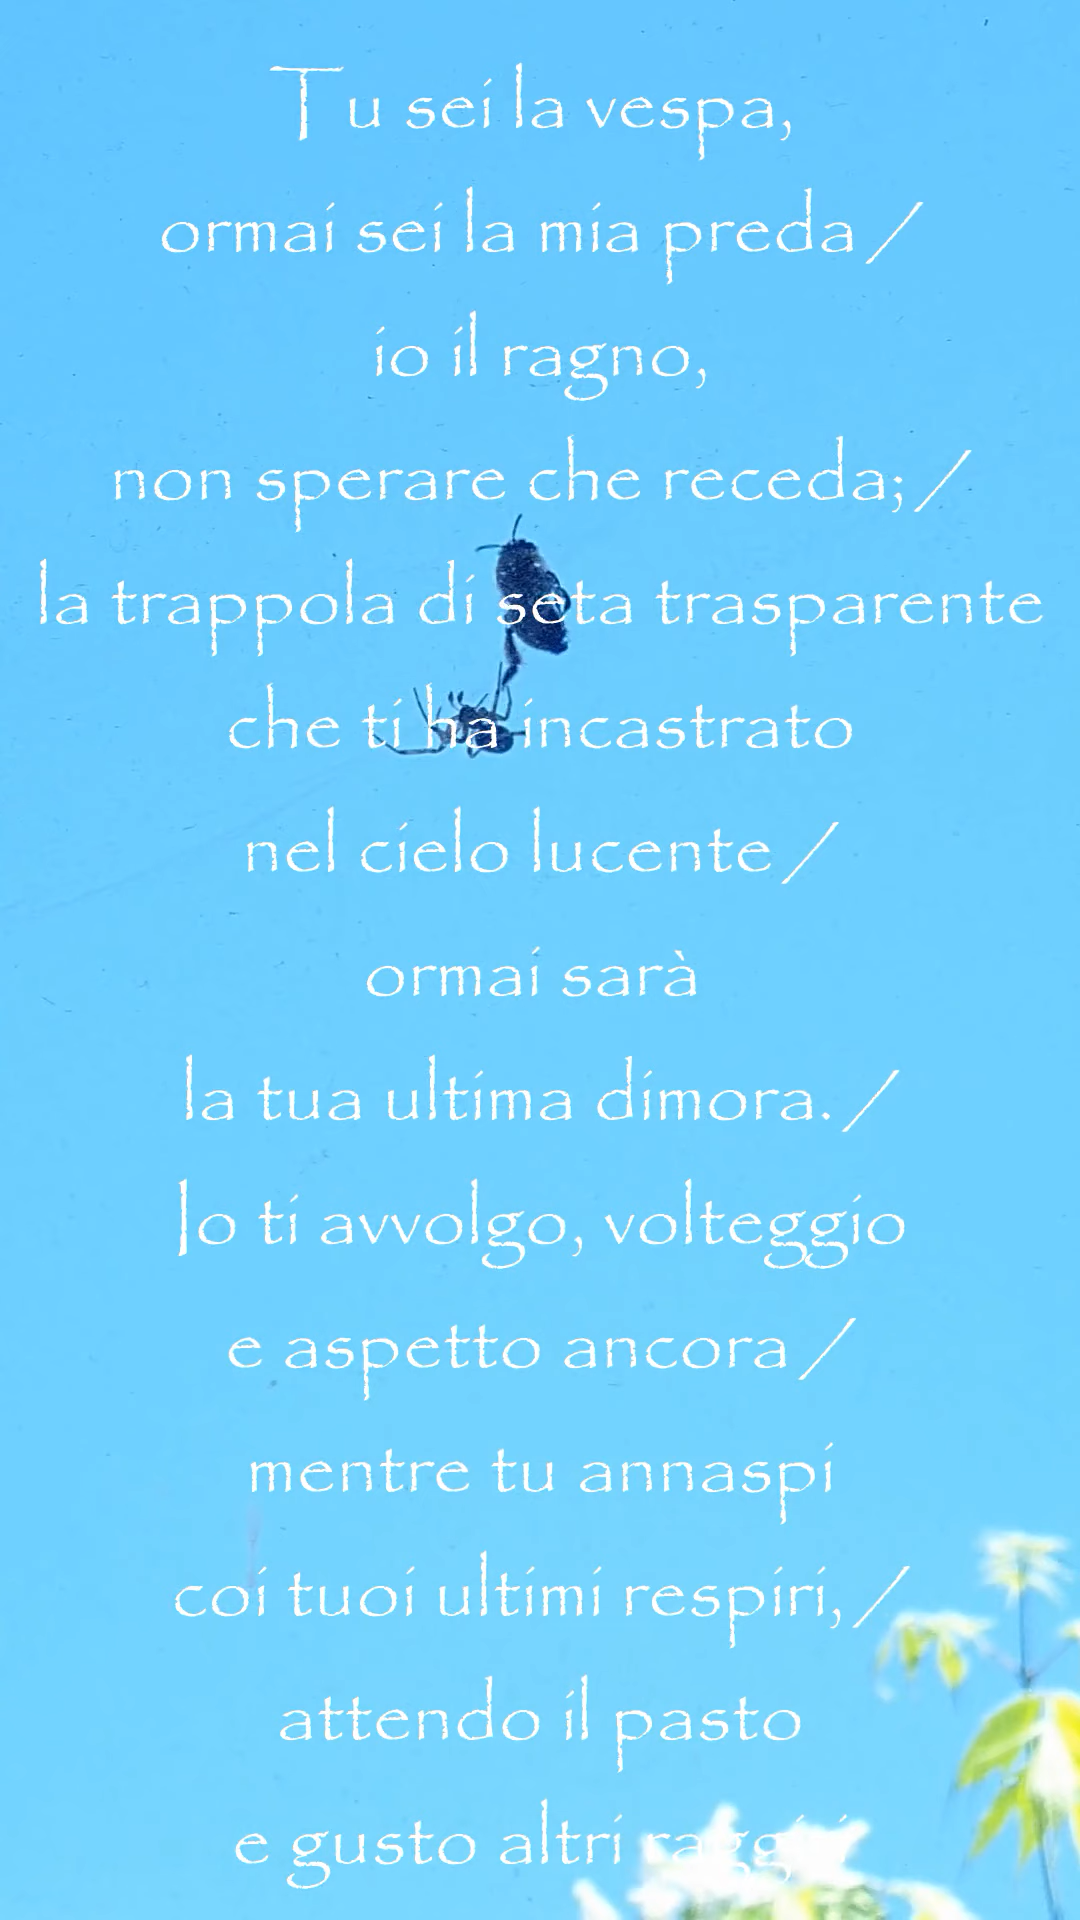 Tu sei la vespa,
ormai sei la mia preda /
io il ragno,
non sperare che receda; /
la trappola di seta trasparente
che ti ha incastrato
nel cielo lucente /
ormai sarà
la tua ultima dimora. /
Io ti avvolgo, volteggio
e aspetto ancora /
mentre tu annaspi
coi tuoi ultimi respiri, /
attendo il pasto
e gusto altri raggiri